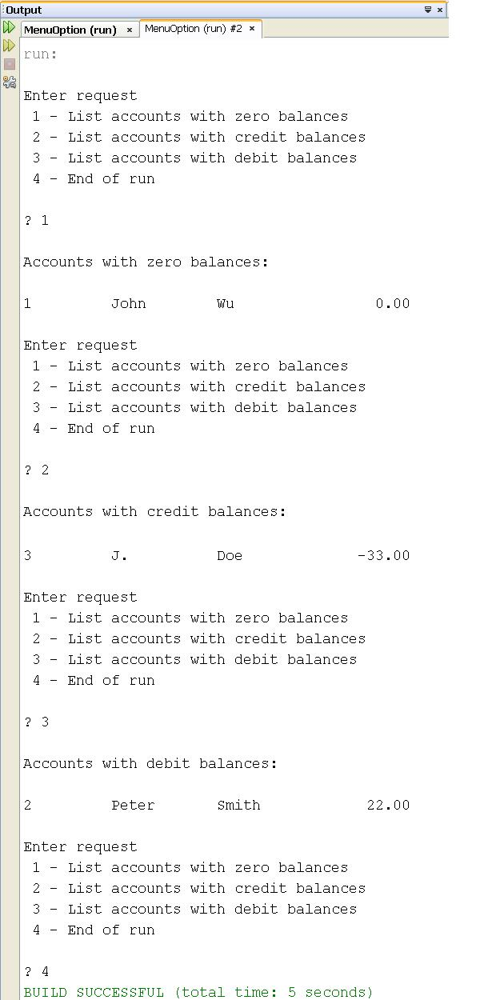 Output
MenuOption (run) × MenuOption (run) #2 ×
run:
Enter request
1 - List accounts with zero balances
2 - List accounts with credit balances
3 - List accounts with debit balances
4 - End of run
? 1
Accounts with zero balances:
1 John Wu 0.00
Enter request
1 - List accounts with zero balances
2 - List accounts with credit balances
3 - List accounts with debit balances
4 - End of run
? 2
Accounts with credit balances:
3 J. Doe -33.00
Enter request
1 - List accounts with zero balances
2 - List accounts with credit balances
3 - List accounts with debit balances
4 - End of run
? 3
Accounts with debit balances:
2 Peter Smith 22.00
Enter request
1 - List accounts with zero balances
2 - List accounts with credit balances
3 - List accounts with debit balances
4 - End of run
? 4
BUILD SUCCESSFUL (total time: 5 seconds)